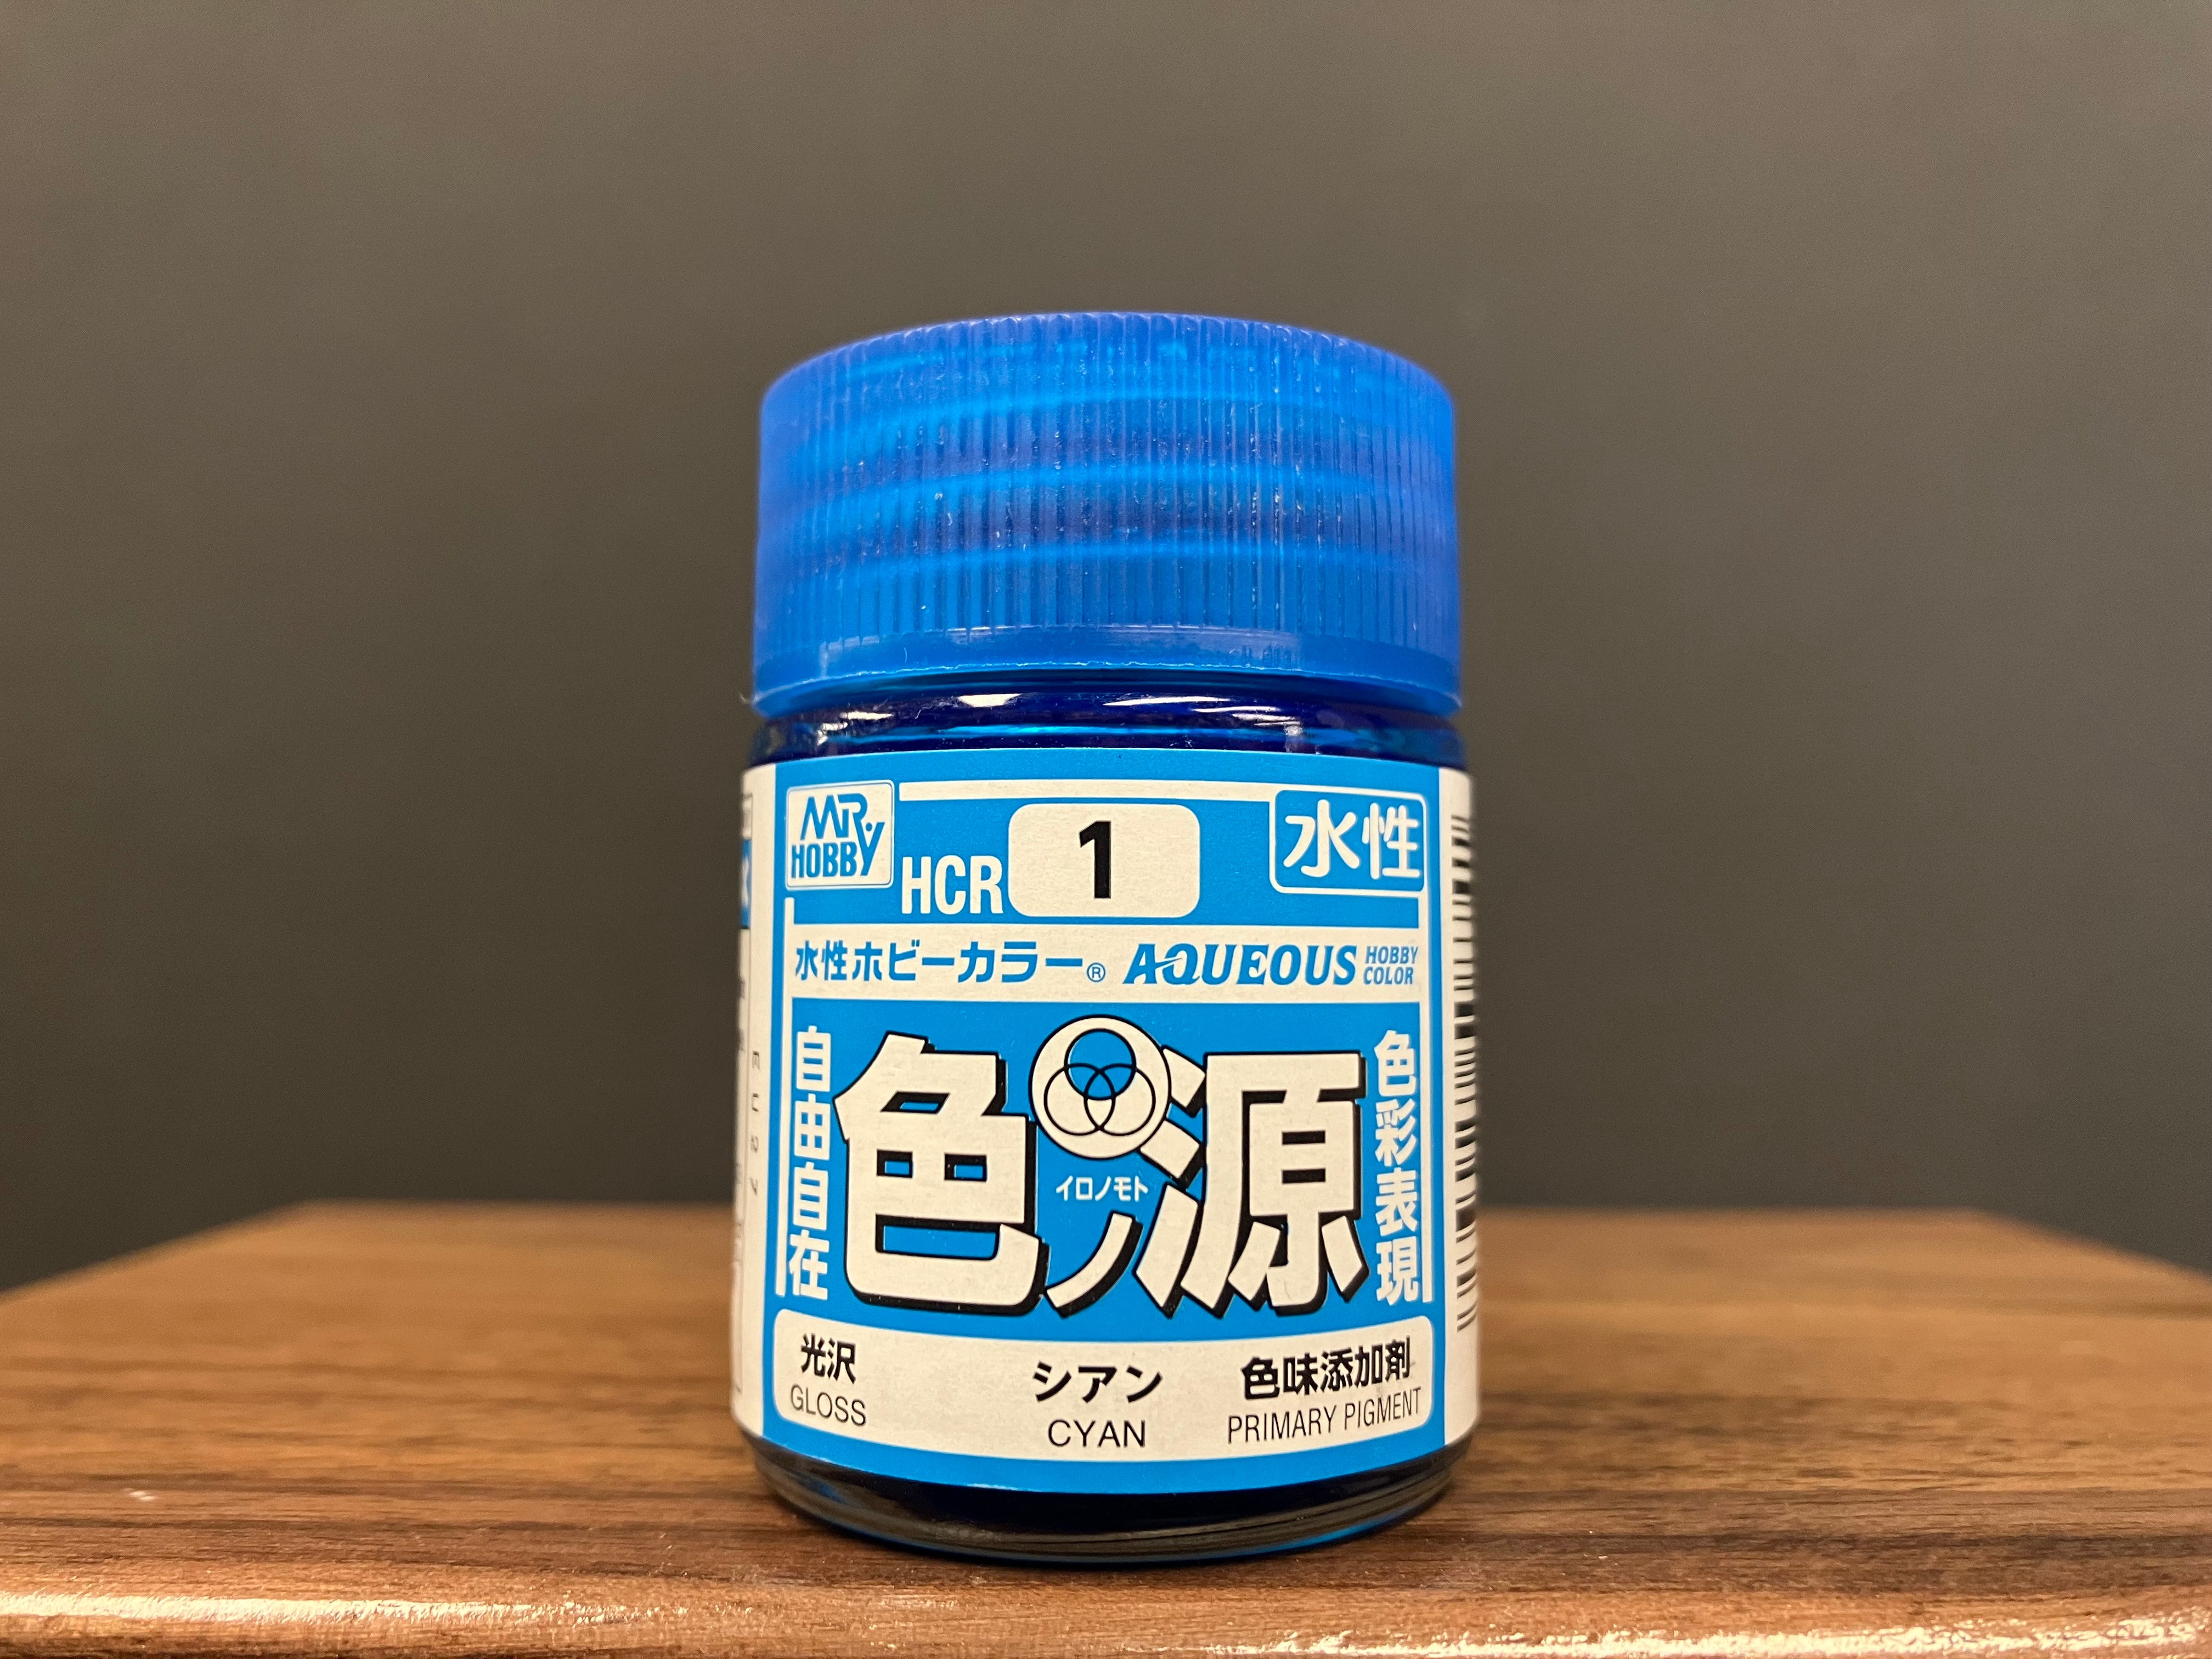 MR. HOBBY
HCR 1
水性
水性ホビーカラー® AQUEOUS HOBBY COLOR
自由自在
色ノ源
イロノモト
色彩表現
光沢
GLOSS
シアン
CYAN
色味添加剤
PRIMARY PIGMENT